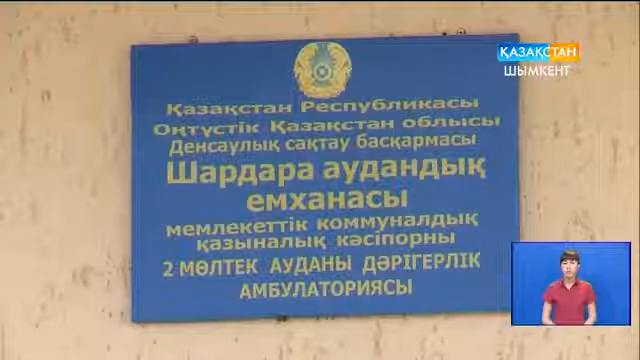 ҚАЗАҚСТАН
ШЫМКЕНТ
Қазақстан Республикасы
Оңтүстік Қазақстан облысы
Денсаулық сақтау басқармасы
Шардара аудандық
емханасы
мемлекеттік коммуналдық
қазыналық кәсіпорны
2 МӨЛТЕК АУДАНЫ ДӘРІГЕРЛІК
АМБУЛАТОРИЯСЫ